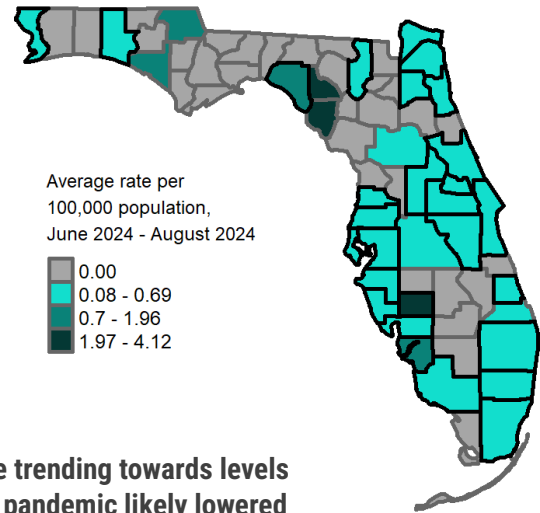 Average rate per
100,000 population,
June 2024 - August 2024
0.00
0.08 - 0.69
0.7 - 1.96
1.97 - 4.12
e trending towards levels
pandemic likely lowered